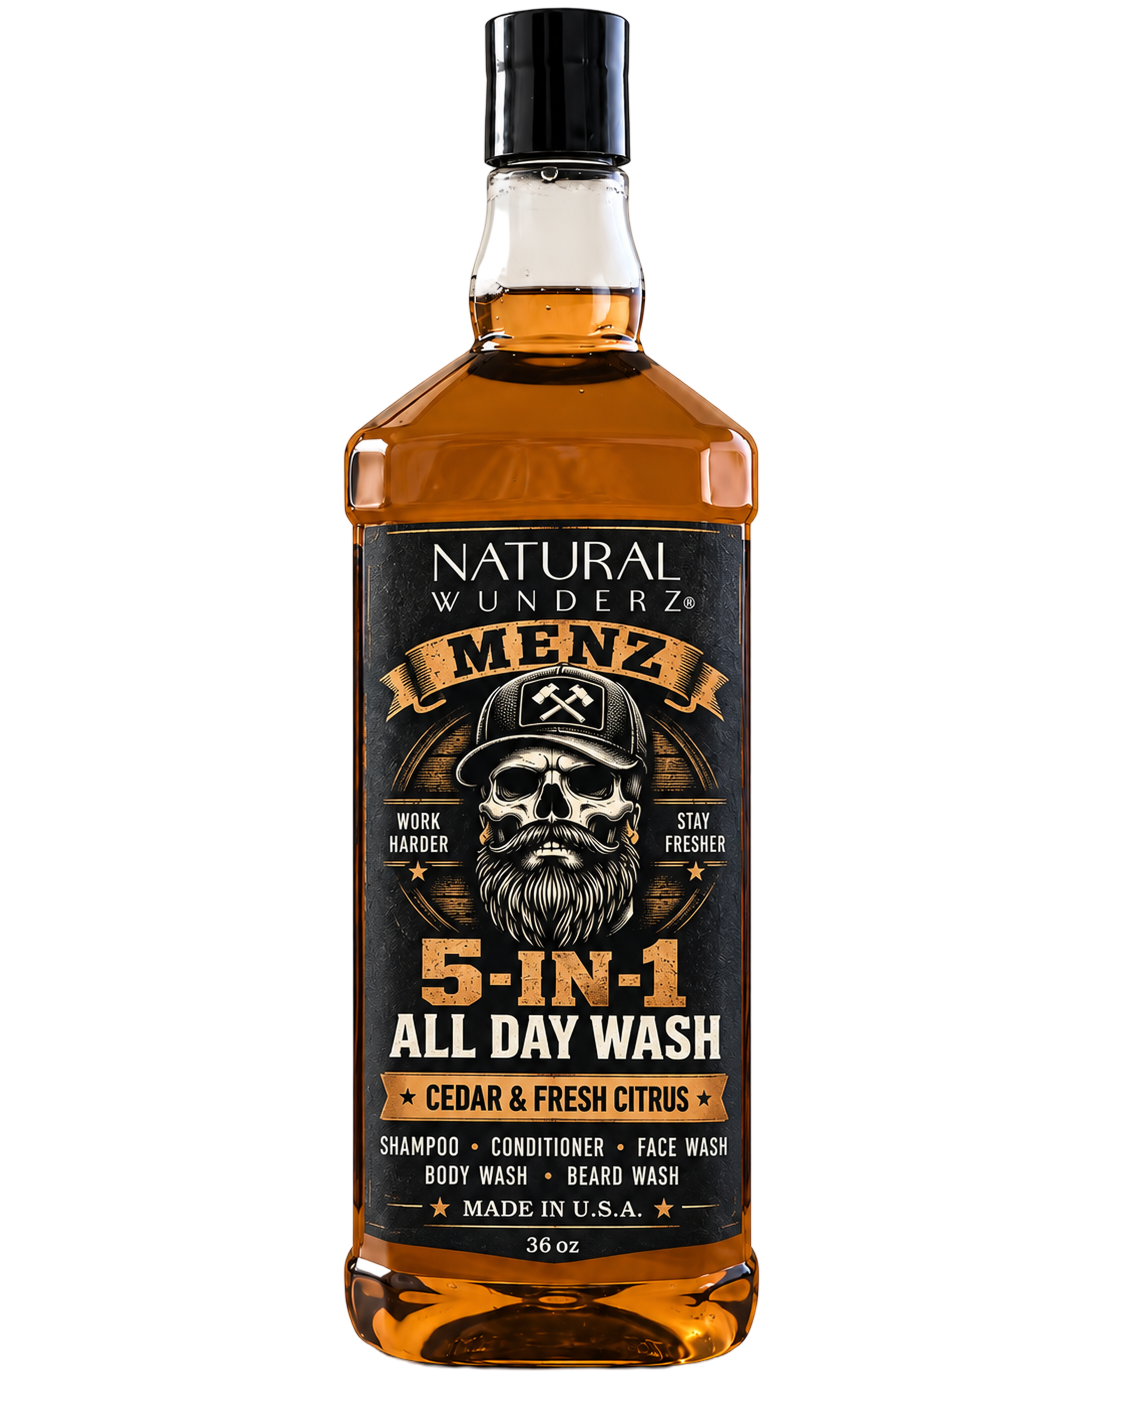 NATURAL
WUNDERZ®
MENZ
WORK
HARDER
STAY
FRESHER
5-IN-1
ALL DAY WASH
★ CEDAR & FRESH CITRUS ★
SHAMPOO • CONDITIONER • FACE WASH
BODY WASH • BEARD WASH
★ MADE IN U.S.A. ★
36 oz